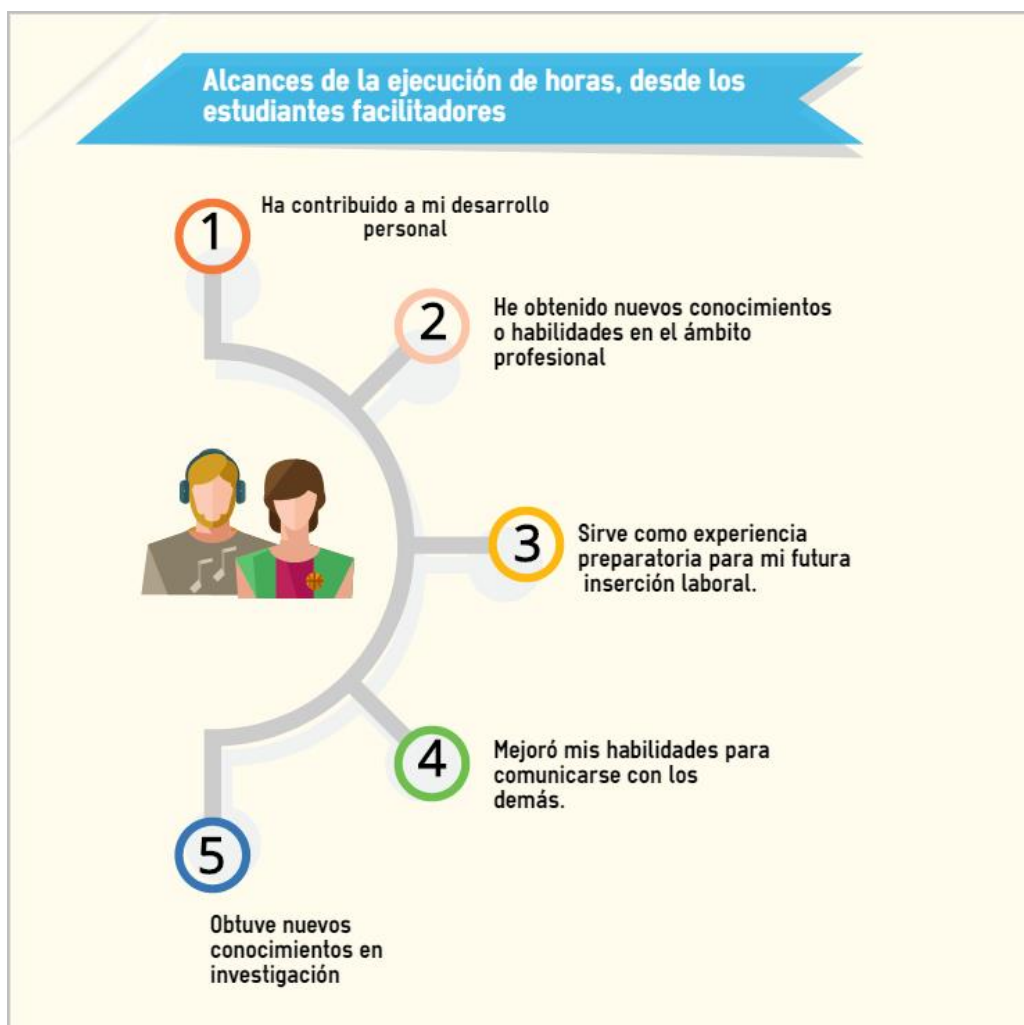 Alcances de la ejecución de horas, desde los
estudiantes facilitadores
1
Ha contribuido a mi desarrollo
personal
2
He obtenido nuevos conocimientos
o habilidades en el ámbito
profesional
3
Sirve como experiencia
preparatoria para mi futura
inserción laboral.
4
Mejoró mis habilidades para
comunicarse con los
demás.
5
Obtuve nuevos
conocimientos en
investigación